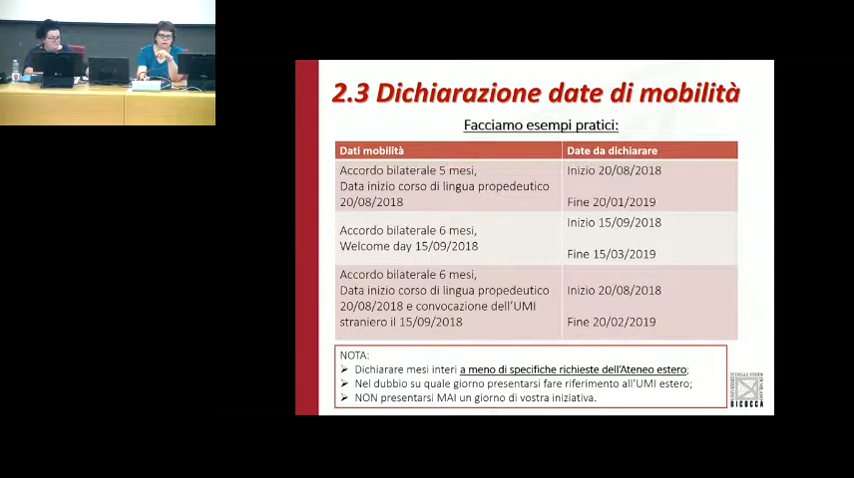 2.3 Dichiarazione date di mobilità
Facciamo esempi pratici:
Dati mobilità
Date da dichiarare
Accordo bilaterale 5 mesi,
Data inizio corso di lingua propedeutico
20/08/2018
Inizio 20/08/2018
Fine 20/01/2019
Accordo bilaterale 6 mesi,
Welcome day 15/09/2018
Inizio 15/09/2018
Fine 15/03/2019
Accordo bilaterale 6 mesi,
Data inizio corso di lingua propedeutico
20/08/2018 e convocazione dell'UMI
straniero il 15/09/2018
Inizio 20/08/2018
Fine 20/02/2019
NOTA:
➢ Dichiarare mesi interi a meno di specifiche richieste dell'Ateneo estero;
➢ Nel dubbio su quale giorno presentarsi fare riferimento all'UMI estero;
➢ NON presentarsi MAI un giorno di vostra iniziativa.
BICOCCA